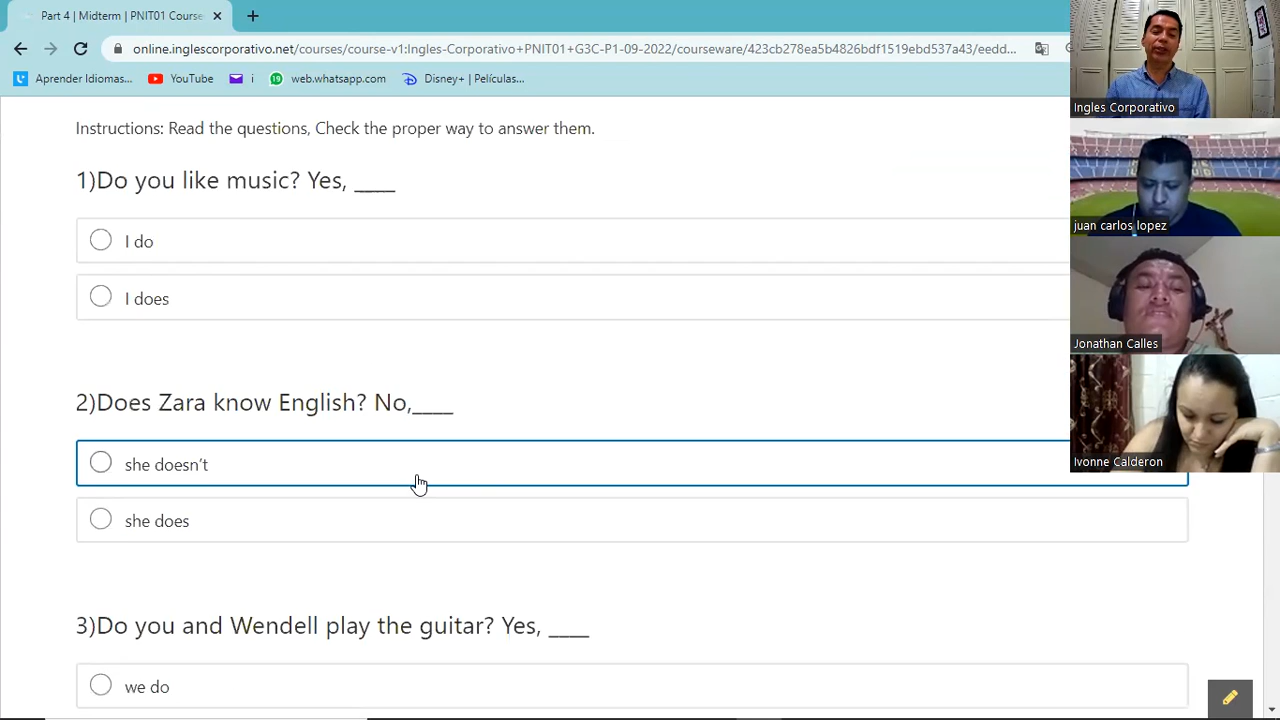 Part 4 | Midterm | PNIT01 Course
online.inglescorporativo.net/courses/course-v1:Ingles-Corporativo+PNIT01+G3C-P1-09-2022/courseware/423cb278ea5b4826bdf1519ebd537a43/eedd...
Aprender Idiomas... YouTube i web.whatsapp.com Disney+ | Películas...
Instructions: Read the questions, Check the proper way to answer them.
1)Do you like music? Yes, ____
I do
I does
2)Does Zara know English? No,____
she doesn't
she does
3)Do you and Wendell play the guitar? Yes, ____
we do
Ingles Corporativo
juan carlos lopez
Jonathan Calles
Ivonne Calderon